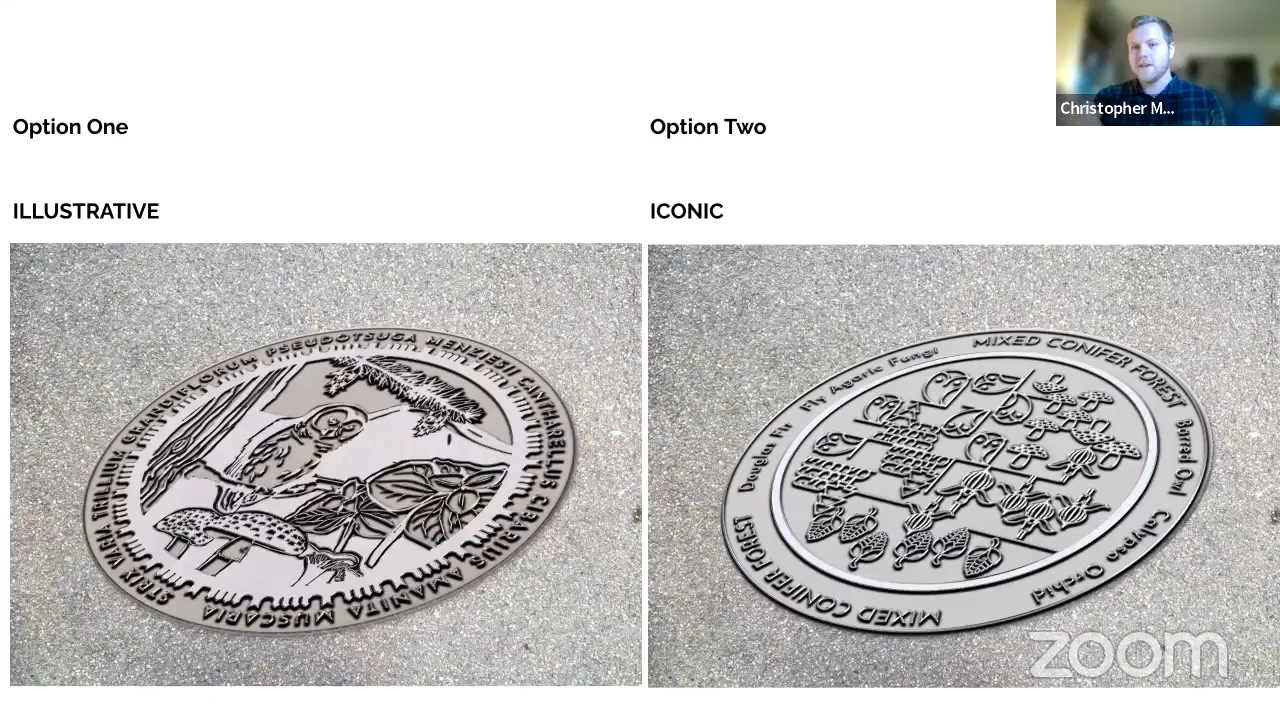 Christopher M...
Option One
Option Two
ILLUSTRATIVE
ICONIC
STRIX VARIA TRILLIUM GRANDIFLORUM PSEUDOTSUGA MENZIESII CANTHARELLUS CIBARIUS AMANITA MUSCARIA
MIXED CONIFER FOREST Douglas Fir Fly Agaric Fungi MIXED CONIFER FOREST Barred Owl Calypso Orchid
zoom